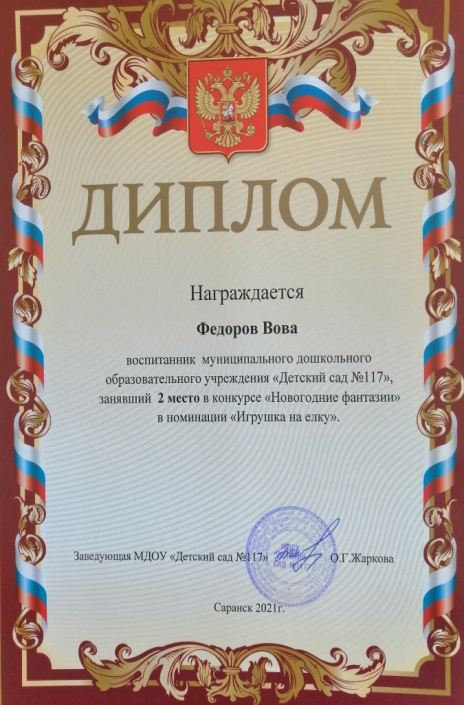 ДИПЛОМ
Награждается
Федоров Вова
воспитанник муниципального дошкольного
образовательного учреждения «Детский сад №117»,
занявший 2 место в конкурсе «Новогодние фантазии»
в номинации «Игрушка на елку».
Заведующая МДОУ «Детский сад №117» О.Г.Жаркова
Саранск 2021г.